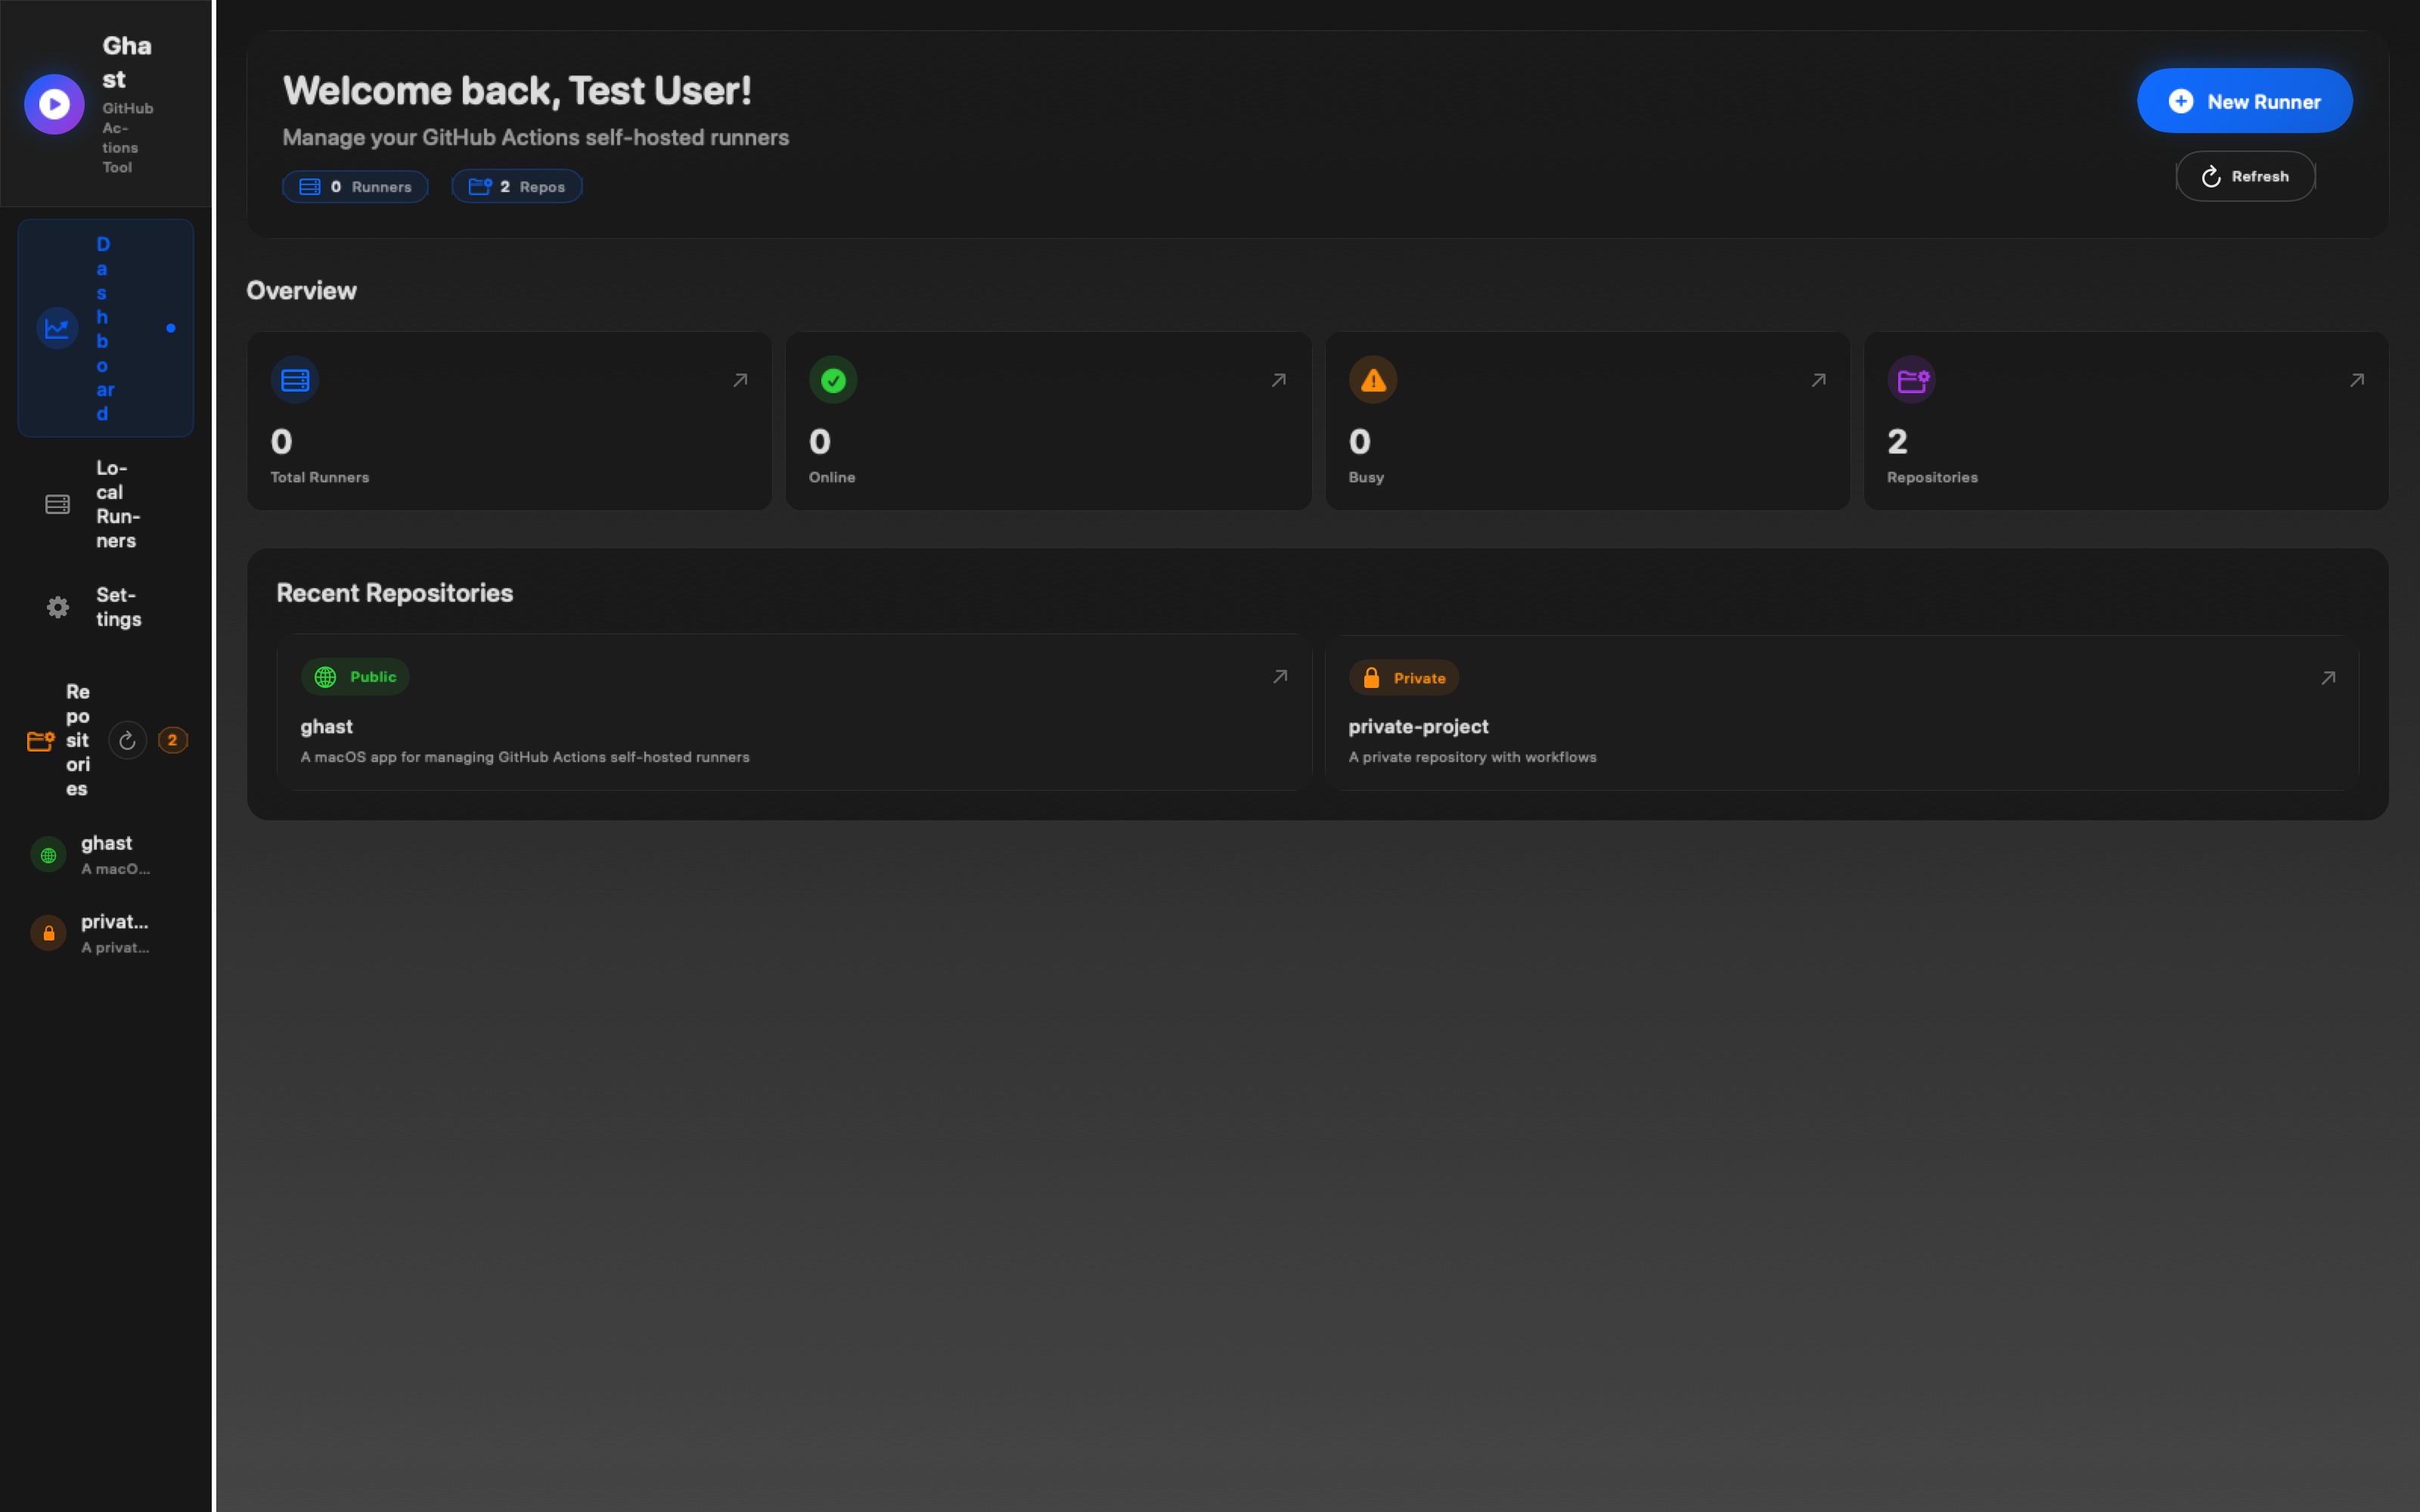 Gha
st
GitHub
Ac-
tions
Tool
D
a
s
h
b
o
ar
d
Lo-
cal
Run-
ners
Set-
tings
Re
po
sit
ori
es
2
ghast
A macO...
privat...
A privat...
Welcome back, Test User!
Manage your GitHub Actions self-hosted runners
0 Runners
2 Repos
New Runner
Refresh
Overview
0
Total Runners
0
Online
0
Busy
2
Repositories
Recent Repositories
Public
ghast
A macOS app for managing GitHub Actions self-hosted runners
Private
private-project
A private repository with workflows